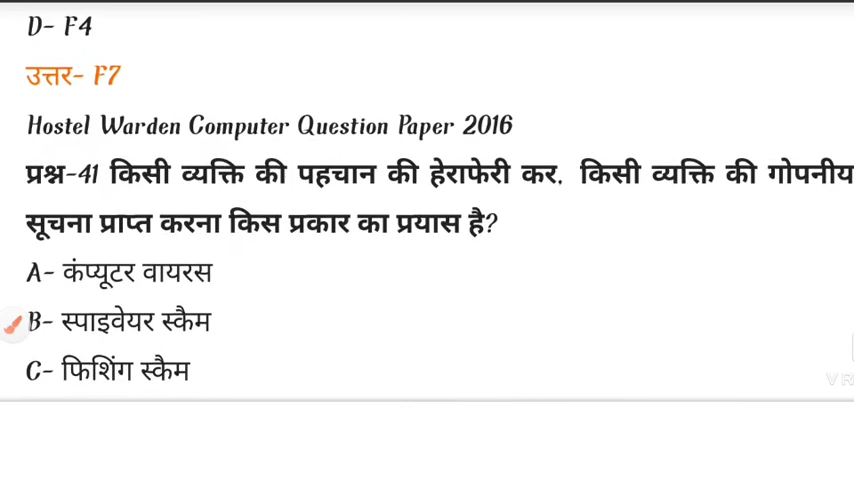 D- F4
उत्तर- F7
Hostel Warden Computer Question Paper 2016
प्रश्न-41 किसी व्यक्ति की पहचान की हेराफेरी कर, किसी व्यक्ति की गोपनीय
सूचना प्राप्त करना किस प्रकार का प्रयास है?
A- कंप्यूटर वायरस
B- स्पाइवेयर स्कैम
C- फिशिंग स्कैम
VR